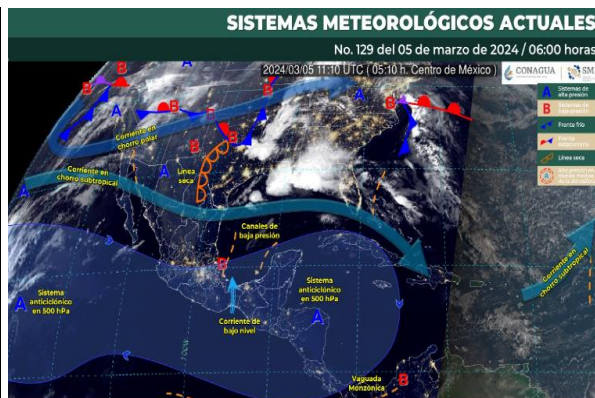 SISTEMAS METEOROLÓGICOS ACTUALES
No. 129 del 05 de marzo de 2024 / 06:00 horas
2024/03/05 11:10 UTC ( 05:10 h. Centro de México )
CONAGUA
SM
A
Sistemas de
alta presión
B
Sistemas de
baja presión
Frente frío
Frente
estacionario
Línea seca
A
B
B
A
A
B
A
B
B
B
B
Corriente en
chorro polar
Corriente en
chorro subtropical
A
A
Línea
seca
Canales de
baja presión
B
Sistema
anticiclónico
en 500 hPa
A
Sistema
anticiclónico
en 500 hPa
A
Corriente de
bajo nivel
Corriente en
chorro subtropical
Vaguada
Monzónica
B